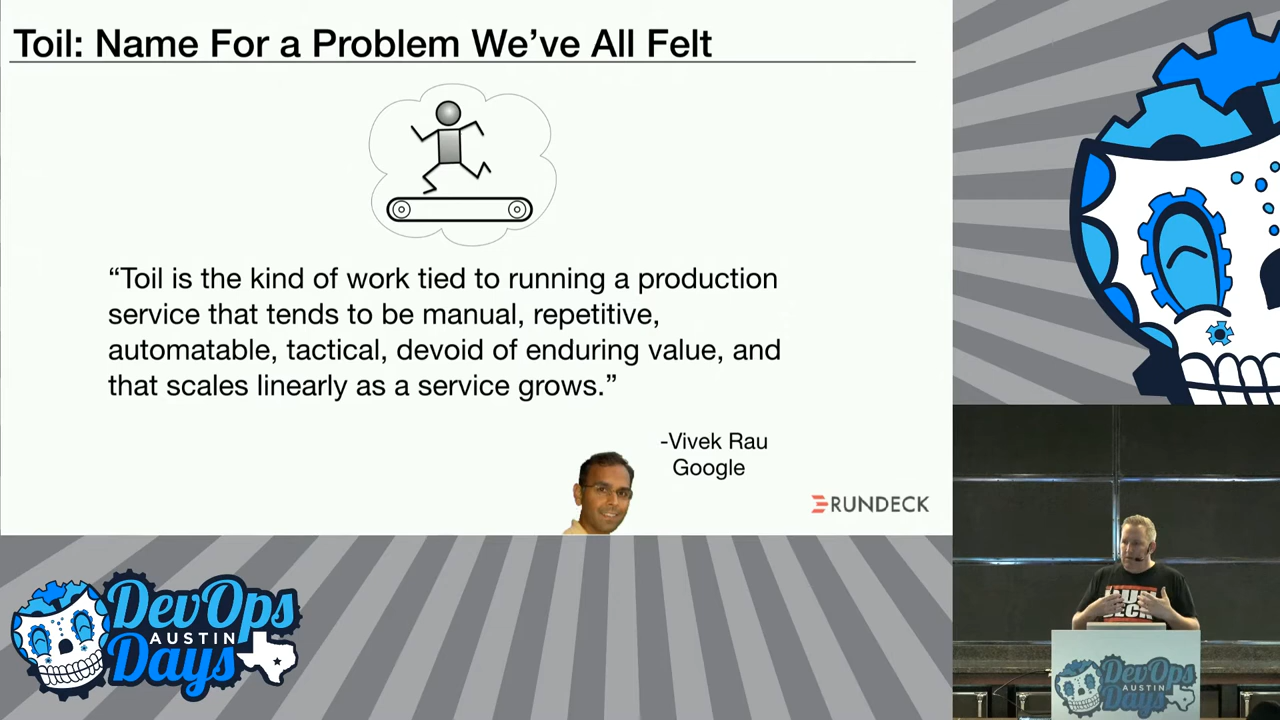 Toil: Name For a Problem We've All Felt
“Toil is the kind of work tied to running a production
service that tends to be manual, repetitive,
automatable, tactical, devoid of enduring value, and
that scales linearly as a service grows.”
-Vivek Rau
Google
RUNDECK
DevOps
AUSTIN
Days
DevOps
AUSTIN
Days